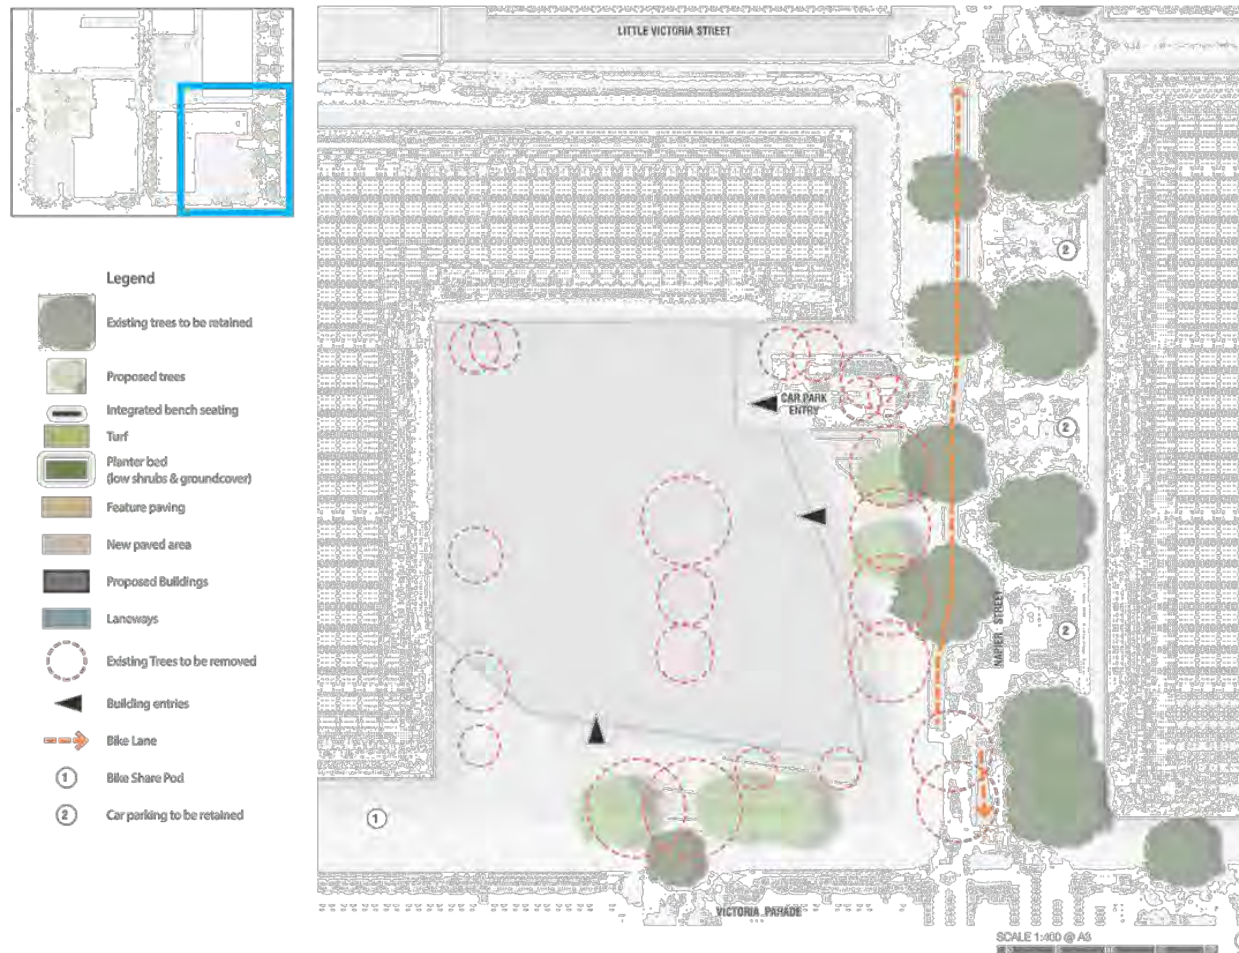 LITTLE VICTORIA STREET
Legend
Existing trees to be retained
Proposed trees
Integrated bench seating
Turf
Planter bed
(low shrubs & groundcover)
Feature paving
New paved area
Proposed Buildings
Laneways
Existing Trees to be removed
Building entries
Bike Lane
1
Bike Share Pod
2
Car parking to be retained
2
CAR PARK
ENTRY
2
NAPIER STREET
2
1
VICTORIA PARADE
SCALE 1:400 @ A3